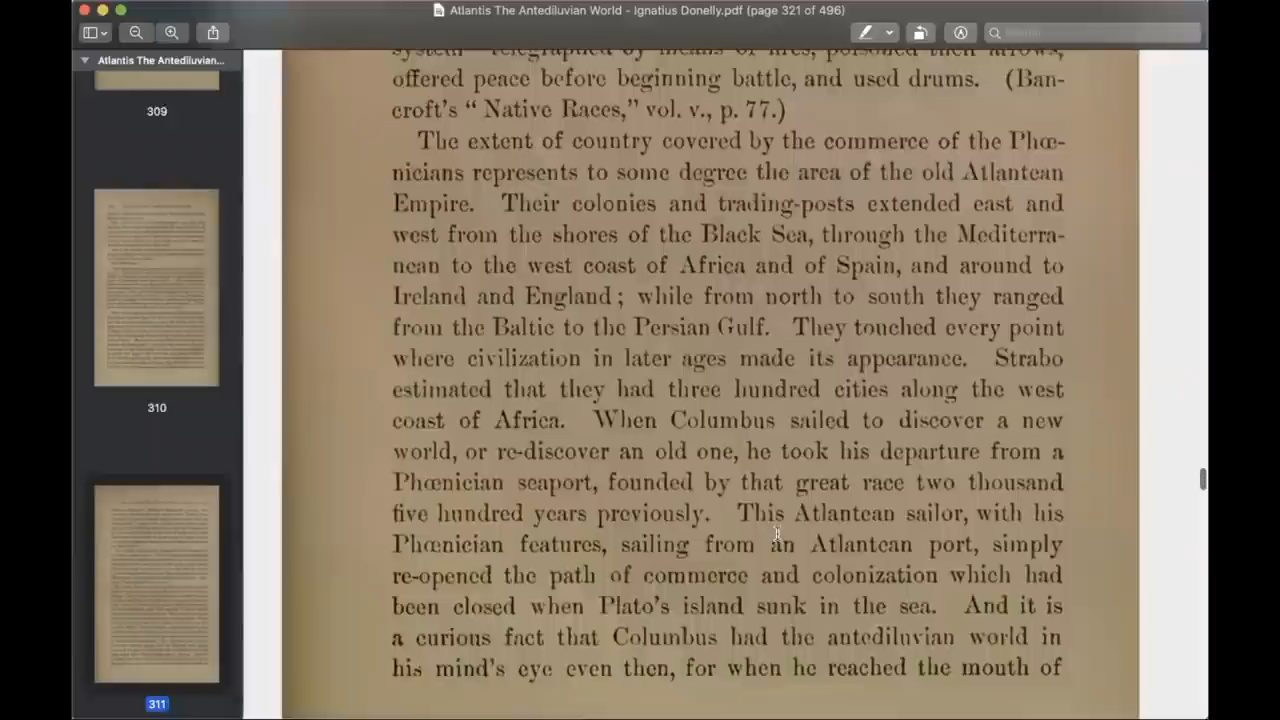 Atlantis The Antediluvian World - Ignatius Donelly.pdf (page 321 of 496)
Search
Atlantis The Antediluvian...
309
310
311
system—telegraphed by means of fires, poisoned their arrows,
offered peace before beginning battle, and used drums. (Ban-
croft's “ Native Races,” vol. v., p. 77.)
The extent of country covered by the commerce of the Phœ-
nicians represents to some degree the area of the old Atlantean
Empire. Their colonies and trading-posts extended east and
west from the shores of the Black Sea, through the Mediterra-
nean to the west coast of Africa and of Spain, and around to
Ireland and England; while from north to south they ranged
from the Baltic to the Persian Gulf. They touched every point
where civilization in later ages made its appearance. Strabo
estimated that they had three hundred cities along the west
coast of Africa. When Columbus sailed to discover a new
world, or re-discover an old one, he took his departure from a
Phœnician seaport, founded by that great race two thousand
five hundred years previously. This Atlantean sailor, with his
Phœnician features, sailing from an Atlantean port, simply
re-opened the path of commerce and colonization which had
been closed when Plato's island sunk in the sea. And it is
a curious fact that Columbus had the antediluvian world in
his mind's eye even then, for when he reached the mouth of